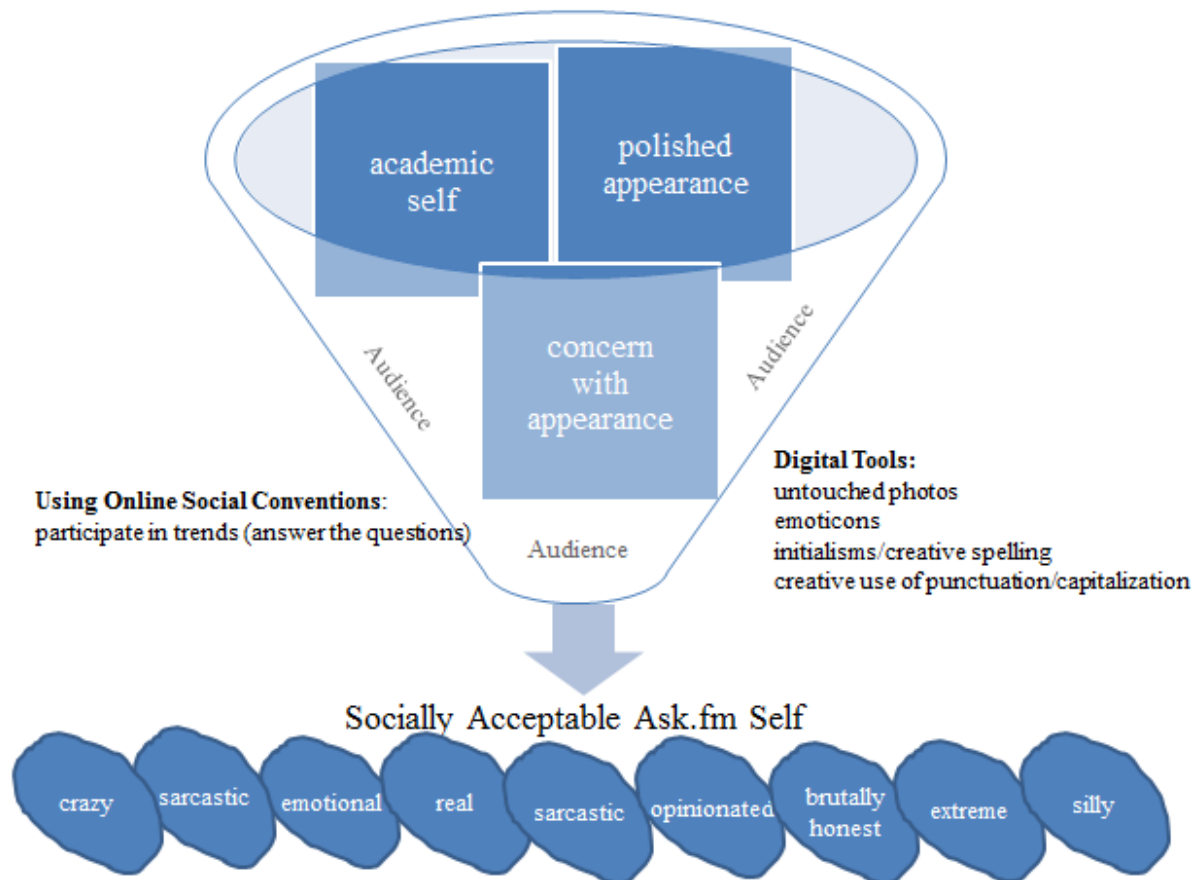 academic
self
polished
appearance
concern
with
appearance
Audience
Audience
Audience
Using Online Social Conventions:
participate in trends (answer the questions)
Digital Tools:
untouched photos
emoticons
initialisms/creative spelling
creative use of punctuation/capitalization
Socially Acceptable Ask.fm Self
crazy
sarcastic
emotional
real
sarcastic
opinionated
brutally
honest
extreme
silly